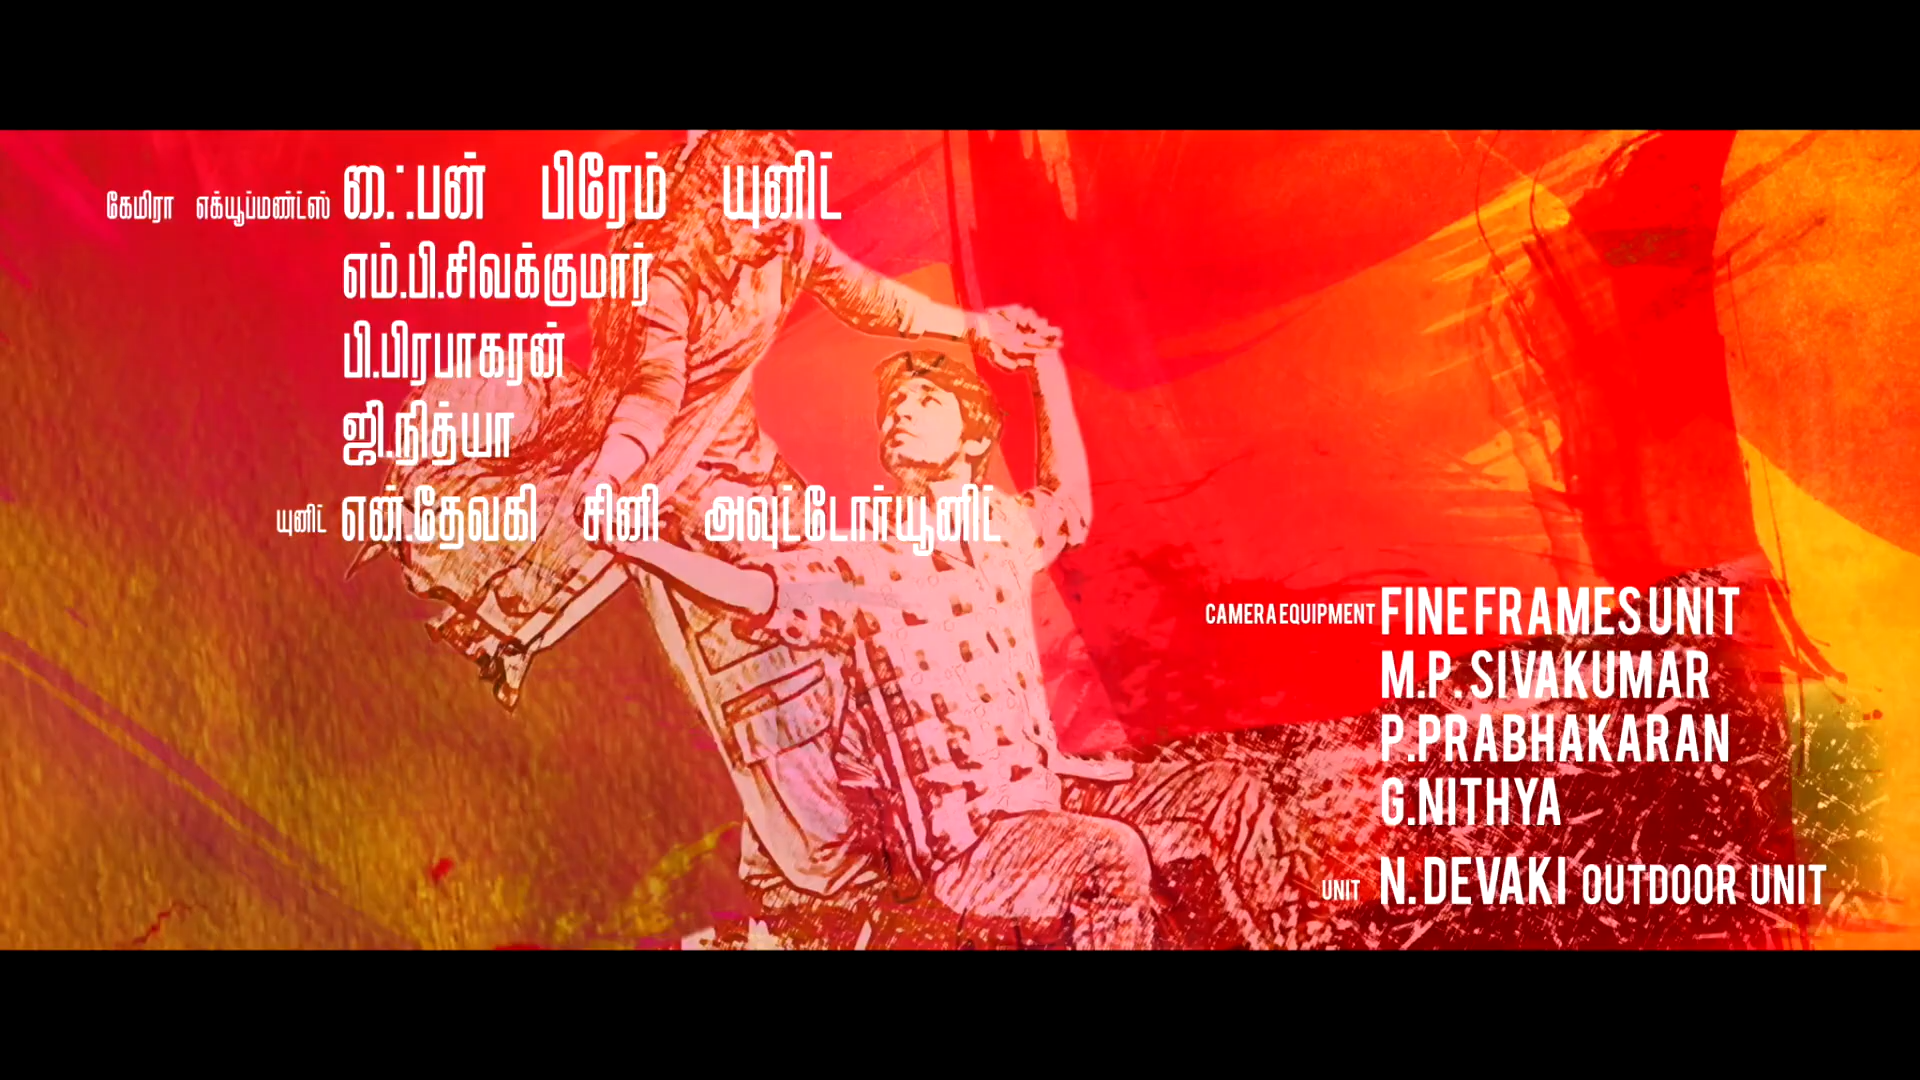 கேமிரா எக்யூப்மண்ட்ஸ் ஃபைன் பிரேம் யுனிட்
எம்.பி.சிவக்குமார்
பி.பிரபாகரன்
ஜி.நித்யா
யுனிட் என்.தேவகி சினி அவுட்டோர்யூனிட்
CAMERA EQUIPMENT FINE FRAMES UNIT
M.P. SIVAKUMAR
P.PRABHAKARAN
G.NITHYA
UNIT N. DEVAKI OUTDOOR UNIT